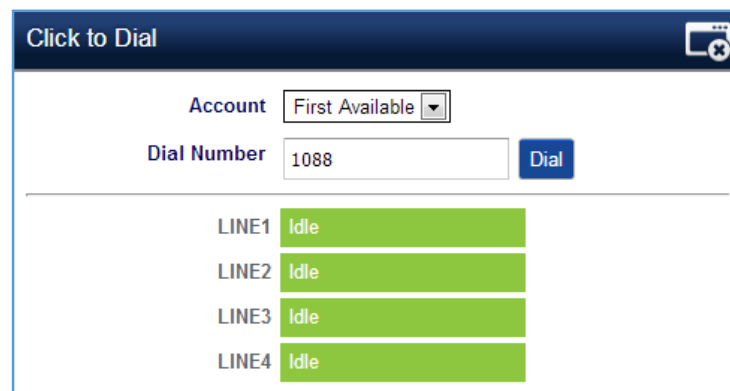 Click to Dial
Account First Available
Dial Number 1088 Dial
LINE1 Idle
LINE2 Idle
LINE3 Idle
LINE4 Idle